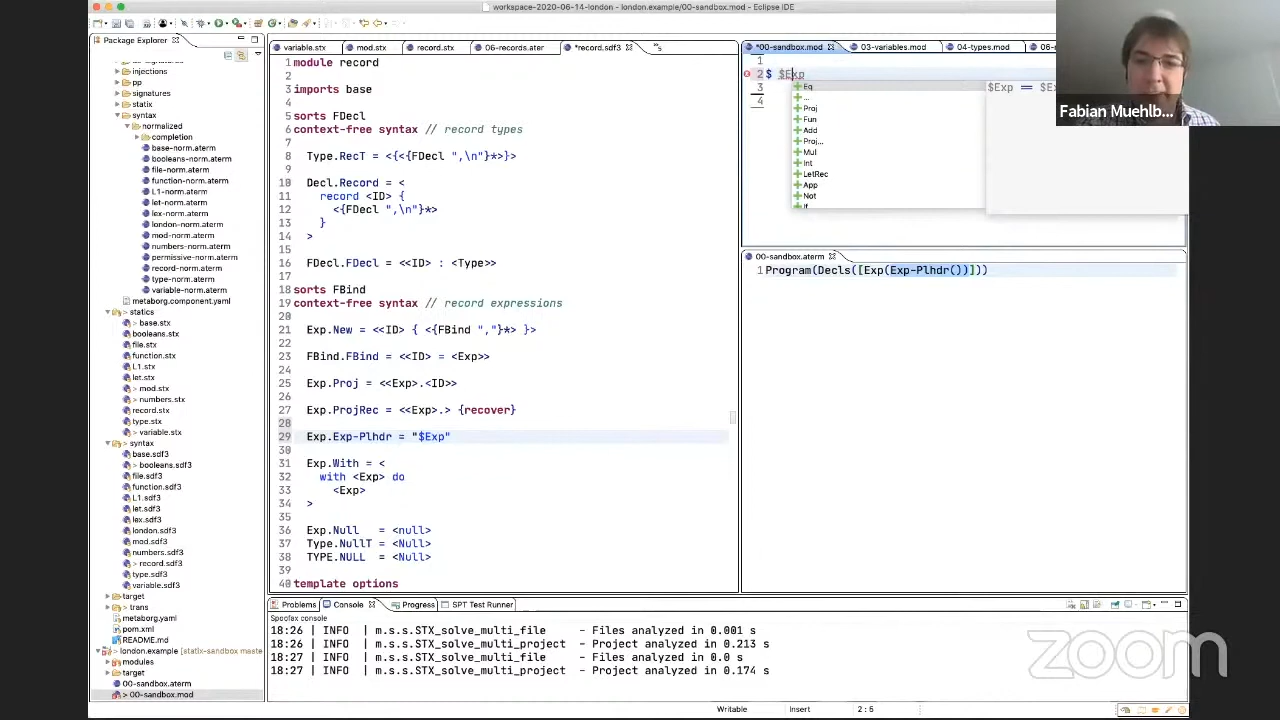 workspace-2020-06-14-london - london.example/00-sandbox.mod - Eclipse IDE
Package Explorer
injections
pp
signatures
statix
syntax
normalized
completion
base-norm.aterm
booleans-norm.aterm
file-norm.aterm
function-norm.aterm
L1-norm.aterm
let-norm.aterm
lex-norm.aterm
london-norm.aterm
mod-norm.aterm
numbers-norm.aterm
permissive-norm.aterm
record-norm.aterm
type-norm.aterm
variable-norm.aterm
metaborg.component.yaml
statics
> base.stx
booleans.stx
file.stx
function.stx
L1.stx
let.stx
> mod.stx
> numbers.stx
record.stx
type.stx
> variable.stx
syntax
base.sdf3
> booleans.sdf3
file.sdf3
function.sdf3
L1.sdf3
let.sdf3
lex.sdf3
london.sdf3
mod.sdf3
numbers.sdf3
> record.sdf3
type.sdf3
variable.sdf3
target
> trans
metaborg.yaml
pom.xml
README.md
> london.example [statix-sandbox maste
modules
target
00-sandbox.aterm
> 00-sandbox.mod
variable.stx
mod.stx
record.stx
06-records.ater
*record.sdf3
1 module record
2
3 imports base
4
5 sorts FDecl
6 context-free syntax // record types
7
8 Type.RecT = <{<{FDecl ",\n"}*>}>
9
10 Decl.Record = <
11 record <ID> {
12 <{FDecl ",\n"}*>
13 }
14 >
15
16 FDecl.FDecl = <<ID> : <Type>>
17
18 sorts FBind
19 context-free syntax // record expressions
20
21 Exp.New = <<ID> { <{FBind ","}*> }>
22
23 FBind.FBind = <<ID> = <Exp>>
24
25 Exp.Proj = <<Exp>.<ID>>
26
27 Exp.ProjRec = <<Exp>.> {recover}
28
29 Exp.Exp-Plhdr = "$Exp"
30
31 Exp.With = <
32 with <Exp> do
33 <Exp>
34 >
35
36 Exp.Null = <null>
37 Type.NullT = <Null>
38 TYPE.NULL = <Null>
39
40 template options
*00-sandbox.mod
03-variables.mod
04-types.mod
1
2 $ $Exp
3
4
Eq
...
Proj
Fun
Add
Proj...
Mul
Int
LetRec
App
Not
If
$Exp == $Ex
00-sandbox.aterm
1 Program(Decls([Exp(Exp-Plhdr())]))
Fabian Muehlb...
Problems
Console
Progress
SPT Test Runner
Spoofax console
18:26 | INFO | m.s.s.STX_solve_multi_file - Files analyzed in 0.001 s
18:26 | INFO | m.s.s.STX_solve_multi_project - Project analyzed in 0.213 s
18:27 | INFO | m.s.s.STX_solve_multi_file - Files analyzed in 0.0 s
18:27 | INFO | m.s.s.STX_solve_multi_project - Project analyzed in 0.174 s
zoom
Writable
Insert
2 : 5